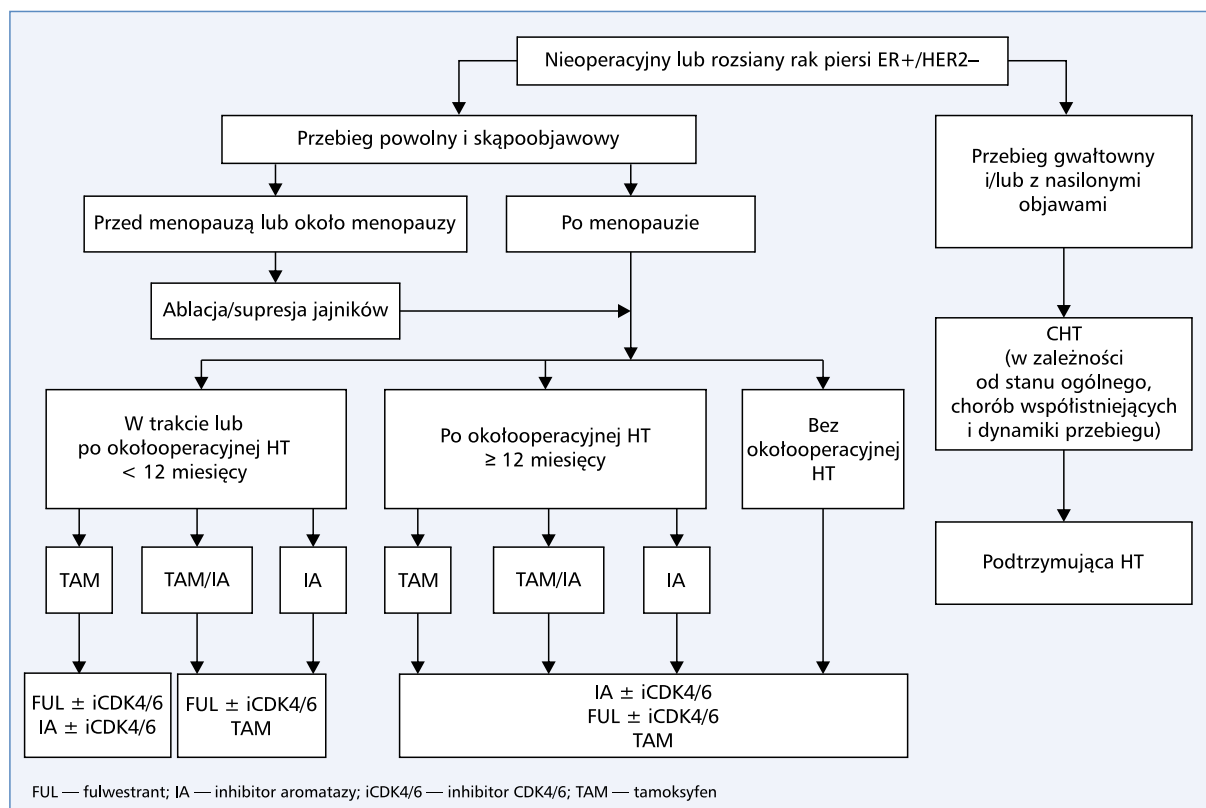 Nieoperacyjny lub rozsiany rak piersi ER+/HER2−
Przebieg powolny i skąpoobjawowy
Przebieg gwałtowny
i/lub z nasilonymi
objawami
Przed menopauzą lub około menopauzy
Po menopauzie
Ablacja/supresja jajników
CHT
(w zależności
od stanu ogólnego,
chorób współistniejących
i dynamiki przebiegu)
W trakcie lub
po okołooperacyjnej HT
< 12 miesięcy
Po okołooperacyjnej HT
≥ 12 miesięcy
Bez
okołooperacyjnej
HT
Podtrzymująca HT
TAM
TAM/IA
IA
TAM
TAM/IA
IA
FUL ± iCDK4/6
IA ± iCDK4/6
FUL ± iCDK4/6
TAM
IA ± iCDK4/6
FUL ± iCDK4/6
TAM
FUL — fulwestrant; IA — inhibitor aromatazy; iCDK4/6 — inhibitor CDK4/6; TAM — tamoksyfen